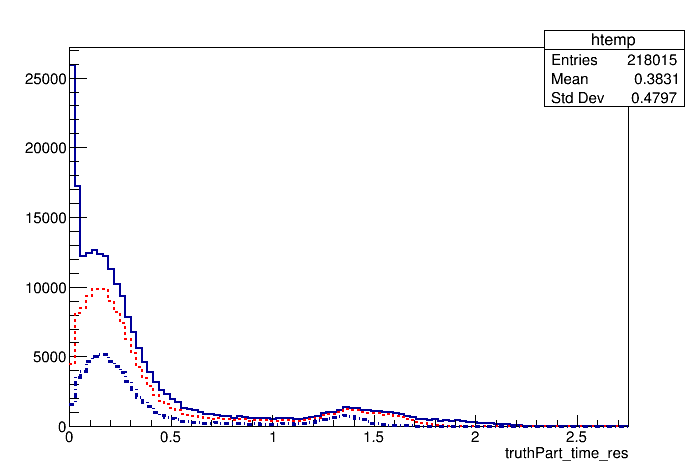 htemp
Entries 218015
Mean 0.3831
Std Dev 0.4797
25000
20000
15000
10000
5000
0
0 0.5 1 1.5 2 2.5
truthPart_time_res